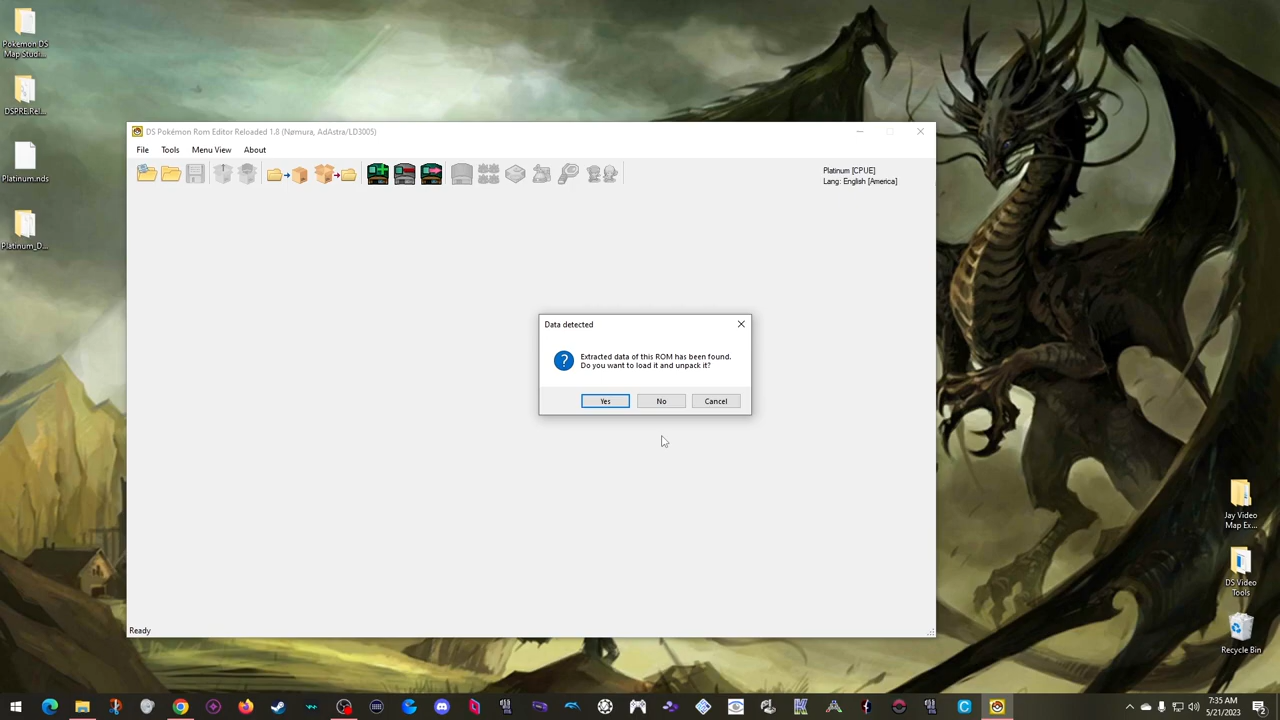 Pokemon DS
Map Studi...
DSPRE.Rel...
Platinum.nds
Platinum_D...
DS Pokémon Rom Editor Reloaded 1.8 (Nømura, AdAstra/LD3005)
File Tools Menu View About
Platinum [CPUE]
Lang: English [America]
Data detected
Extracted data of this ROM has been found.
Do you want to load it and unpack it?
Yes No Cancel
Ready
Jay Video
Map Ex...
DS Video
Tools
Recycle Bin
7:35 AM
5/21/2023